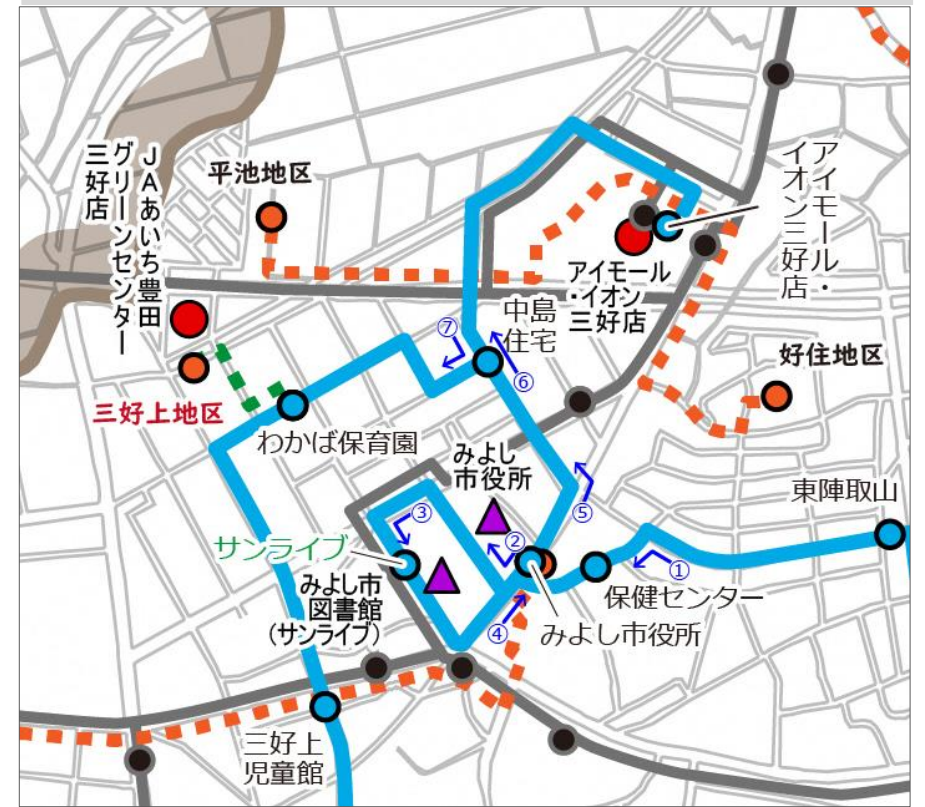 JAあいち豊田
グリーンセンター
三好店
平池地区
アイモール・
イオン三好店
アイモール
・イオン
三好店
中島
住宅
⑦
⑥
好住地区
三好上地区
わかば保育園
みよし
市役所
東陣取山
③
②
⑤
①
サンライブ
みよし市
図書館
(サンライブ)
保健センター
④
みよし市役所
三好上
児童館